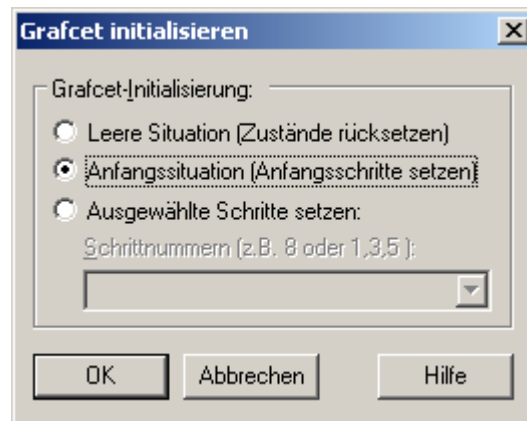 Grafcet initialisieren
Grafcet-Initialisierung:
Leere Situation (Zustände rücksetzen)
Anfangssituation (Anfangsschritte setzen)
Ausgewählte Schritte setzen:
Schrittnummern (z.B. 8 oder 1,3,5 ):
OK Abbrechen Hilfe